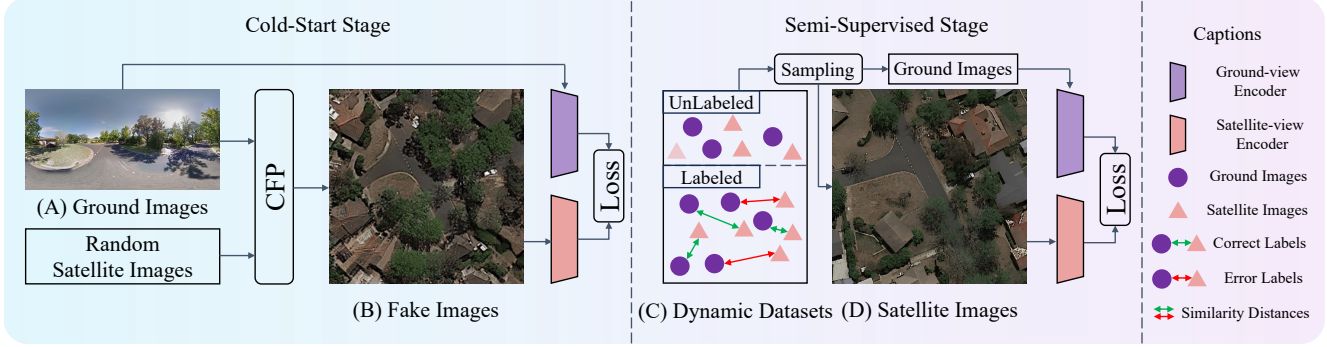 Cold-Start Stage
(A) Ground Images
Random
Satellite Images
CFP
(B) Fake Images
Loss
Semi-Supervised Stage
Sampling
Ground Images
UnLabeled
Labeled
(C) Dynamic Datasets
(D) Satellite Images
Loss
Captions
Ground-view
Encoder
Satellite-view
Encoder
Ground Images
Satellite Images
Correct Labels
Error Labels
Similarity Distances